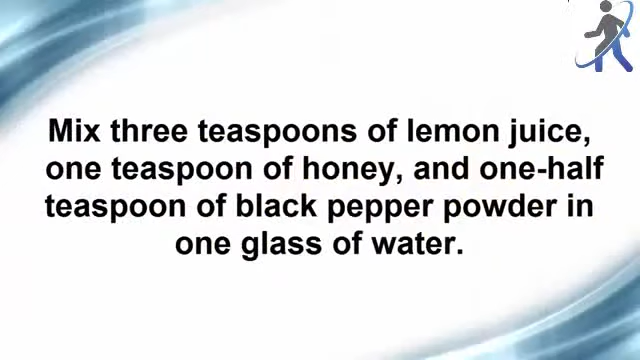 Mix three teaspoons of lemon juice,
one teaspoon of honey, and one-half
teaspoon of black pepper powder in
one glass of water.